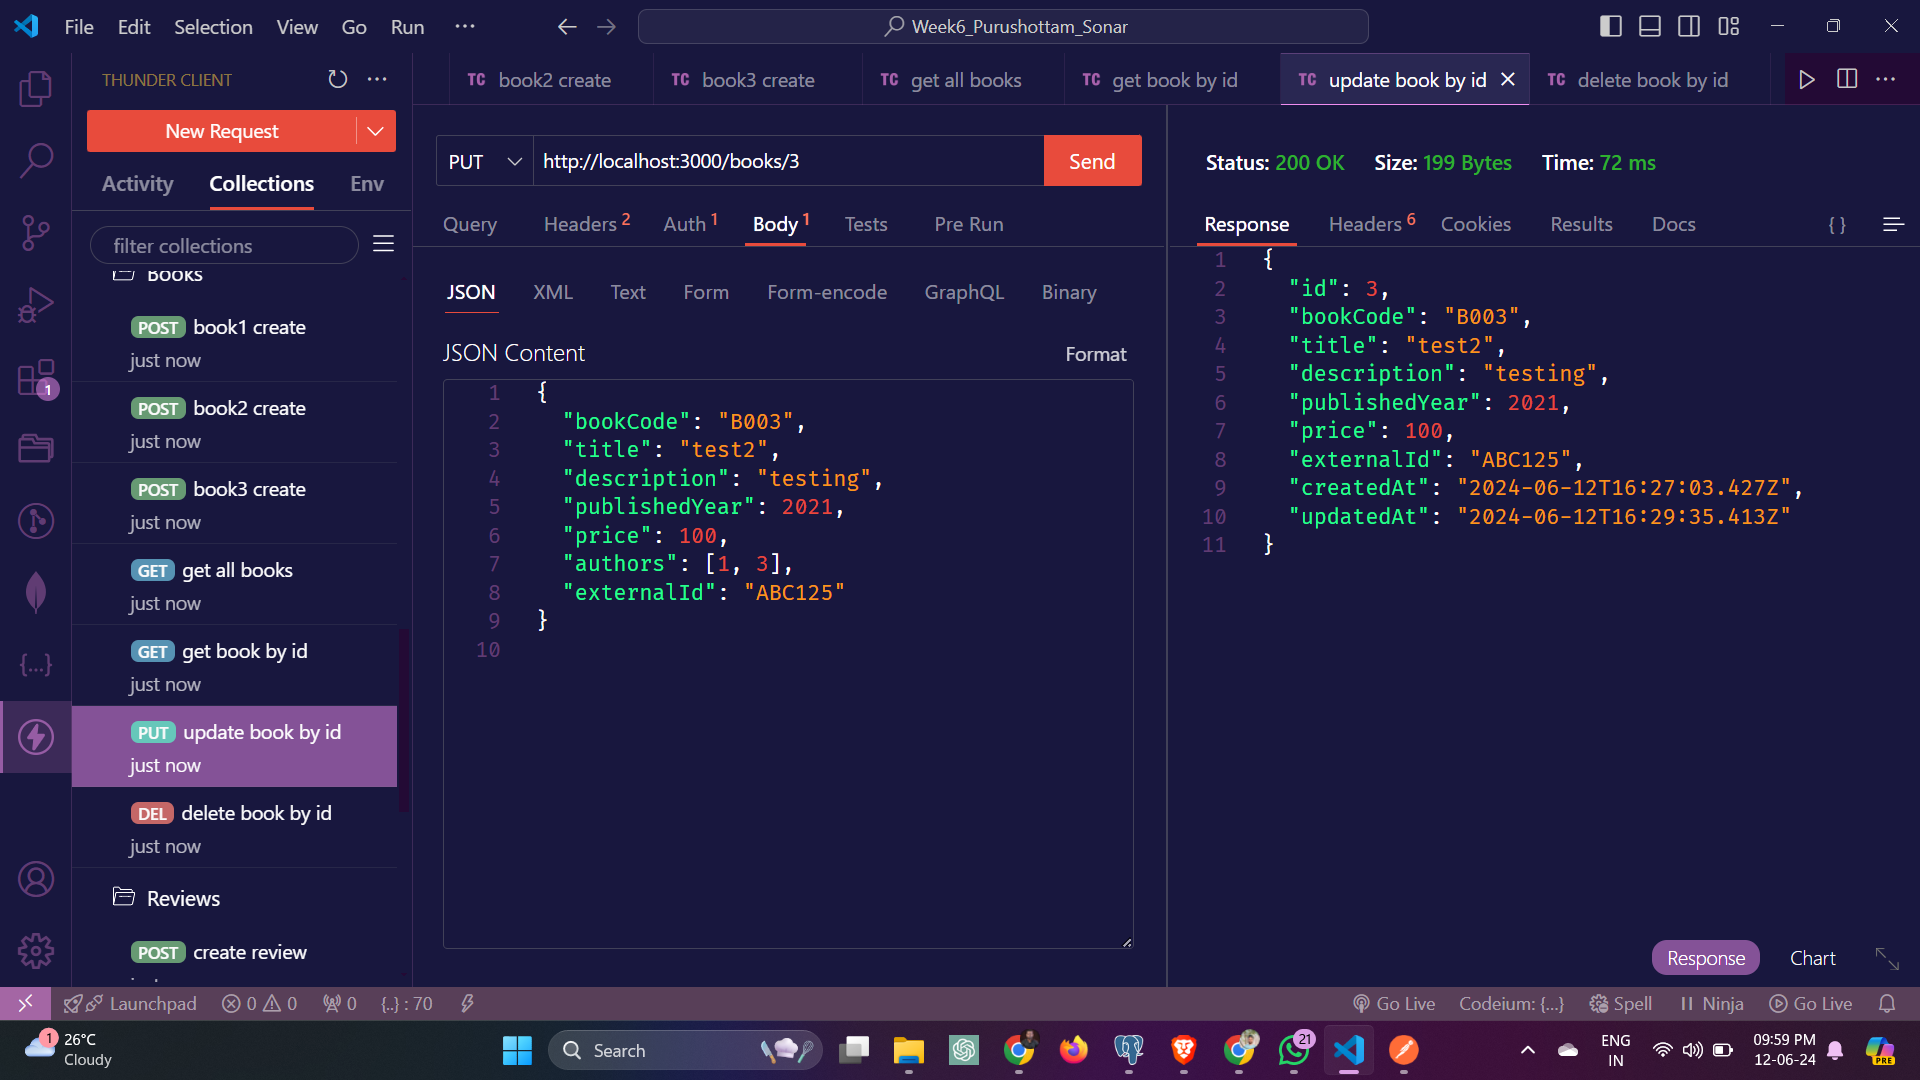 File Edit Selection View Go Run ...
Week6_Purushottam_Sonar
THUNDER CLIENT
New Request
Activity Collections Env
filter collections
Books
POST book1 create
just now
POST book2 create
just now
POST book3 create
just now
GET get all books
just now
GET get book by id
just now
PUT update book by id
just now
DEL delete book by id
just now
Reviews
POST create review
TC book2 create TC book3 create TC get all books TC get book by id TC update book by id TC delete book by id
PUT http://localhost:3000/books/3 Send
Query Headers 2 Auth 1 Body 1 Tests Pre Run
JSON XML Text Form Form-encode GraphQL Binary
JSON Content Format
1 {
2 "bookCode": "B003",
3 "title": "test2",
4 "description": "testing",
5 "publishedYear": 2021,
6 "price": 100,
7 "authors": [1, 3],
8 "externalId": "ABC125"
9 }
10
Status: 200 OK Size: 199 Bytes Time: 72 ms
Response Headers 6 Cookies Results Docs { }
1 {
2 "id": 3,
3 "bookCode": "B003",
4 "title": "test2",
5 "description": "testing",
6 "publishedYear": 2021,
7 "price": 100,
8 "externalId": "ABC125",
9 "createdAt": "2024-06-12T16:27:03.427Z",
10 "updatedAt": "2024-06-12T16:29:35.413Z"
11 }
Response Chart
1
Launchpad 0 0 0 {..} : 70 Go Live Codeium: {...} Spell Ninja Go Live
1 26°C
Cloudy
Search
21
ENG
IN
09:59 PM
12-06-24
PRE